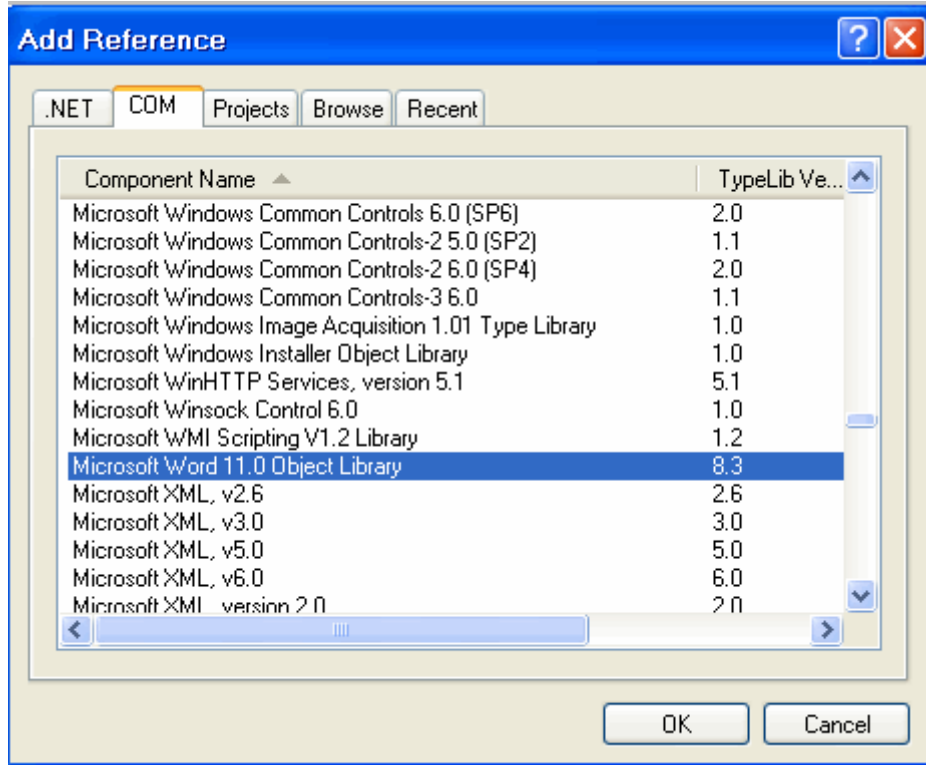 Add Reference
.NET COM Projects Browse Recent
Component Name TypeLib Ve...
Microsoft Windows Common Controls 6.0 (SP6) 2.0
Microsoft Windows Common Controls-2 5.0 (SP2) 1.1
Microsoft Windows Common Controls-2 6.0 (SP4) 2.0
Microsoft Windows Common Controls-3 6.0 1.1
Microsoft Windows Image Acquisition 1.01 Type Library 1.0
Microsoft Windows Installer Object Library 1.0
Microsoft WinHTTP Services, version 5.1 5.1
Microsoft Winsock Control 6.0 1.0
Microsoft WMI Scripting V1.2 Library 1.2
Microsoft Word 11.0 Object Library 8.3
Microsoft XML, v2.6 2.6
Microsoft XML, v3.0 3.0
Microsoft XML, v5.0 5.0
Microsoft XML, v6.0 6.0
Microsoft XML, version 2.0 2.0
OK Cancel